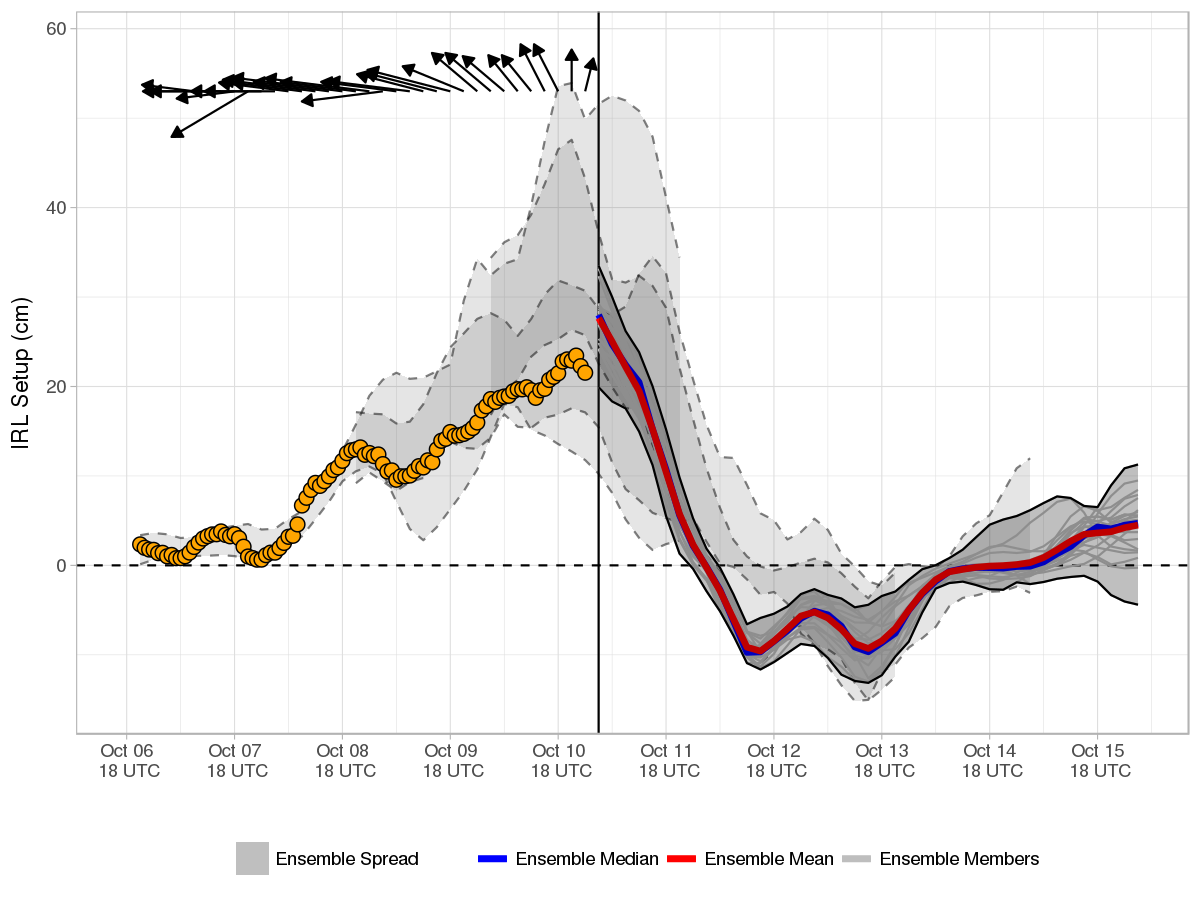 60
40
20
0
IRL Setup (cm)
Oct 06 Oct 07 Oct 08 Oct 09 Oct 10 Oct 11 Oct 12 Oct 13 Oct 14 Oct 15
18 UTC 18 UTC 18 UTC 18 UTC 18 UTC 18 UTC 18 UTC 18 UTC 18 UTC 18 UTC
Ensemble Spread Ensemble Median Ensemble Mean Ensemble Members